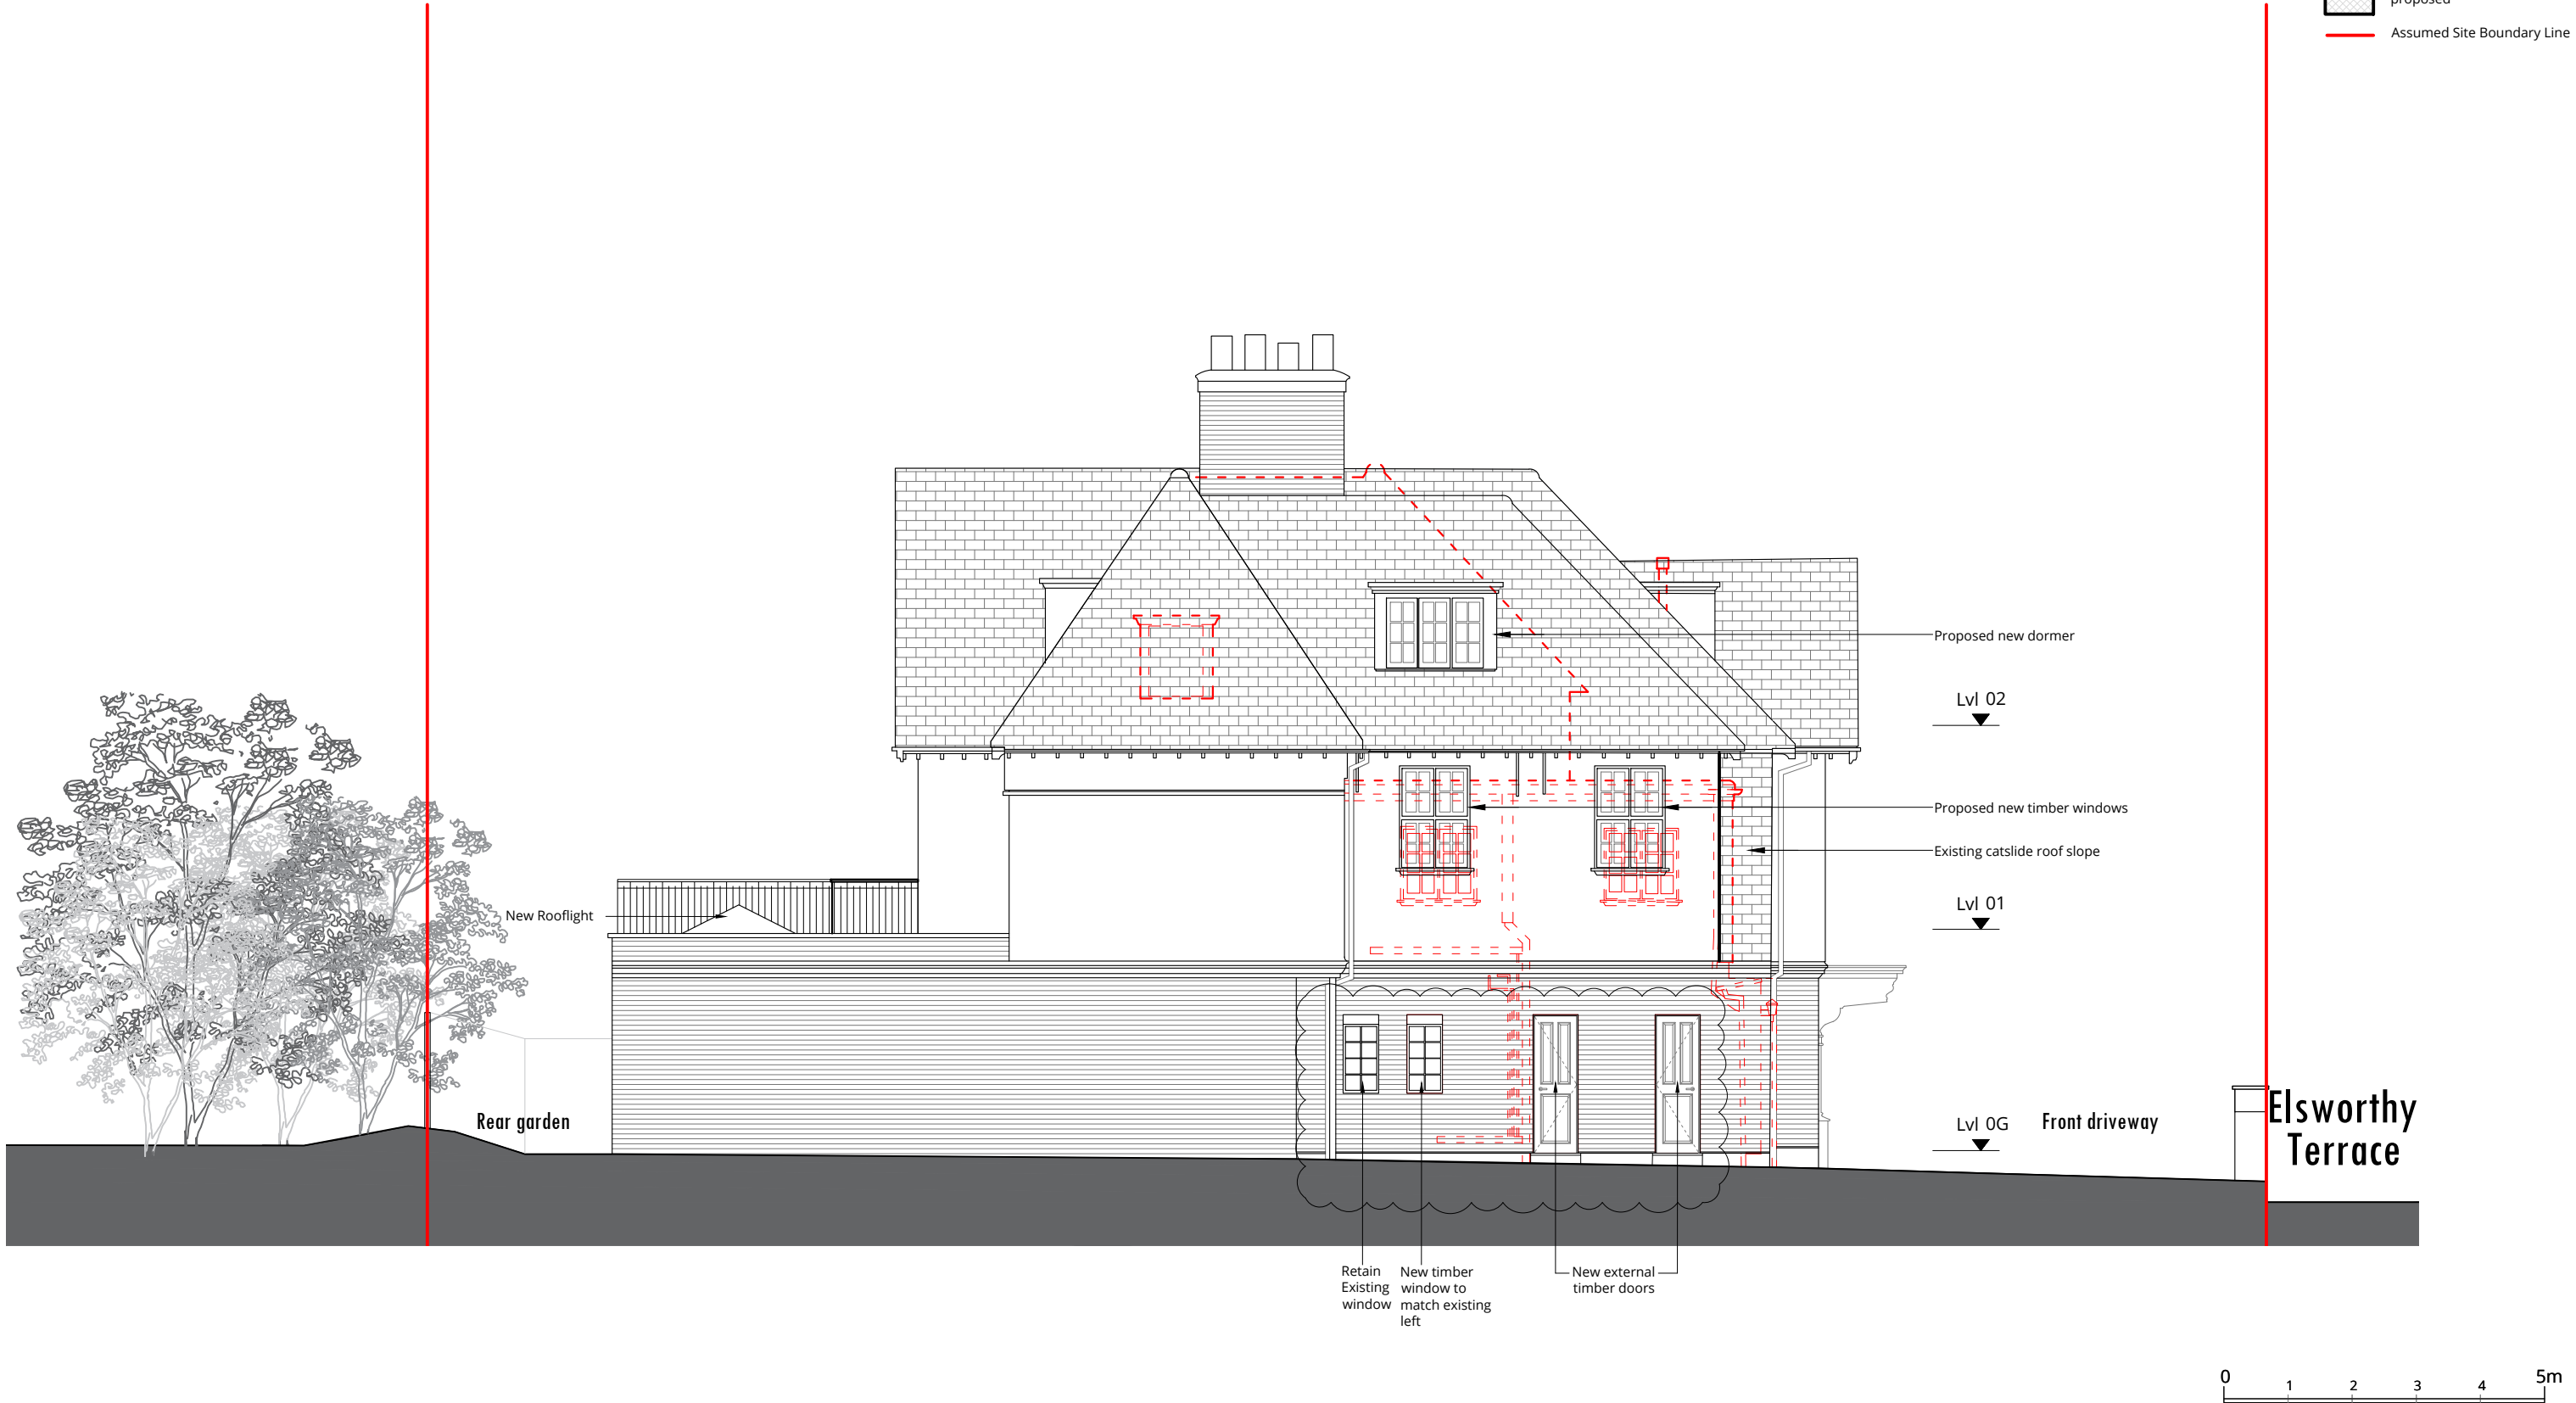 proposed
Assumed Site Boundary Line
Proposed new dormer
Lvl 02
Proposed new timber windows
Existing catslide roof slope
Lvl 01
New Rooflight
Rear garden
Lvl 0G
Front driveway
Elsworthy
Terrace
Retain
Existing
window
New timber
window to
match existing
left
New external
timber doors
0 1 2 3 4 5m